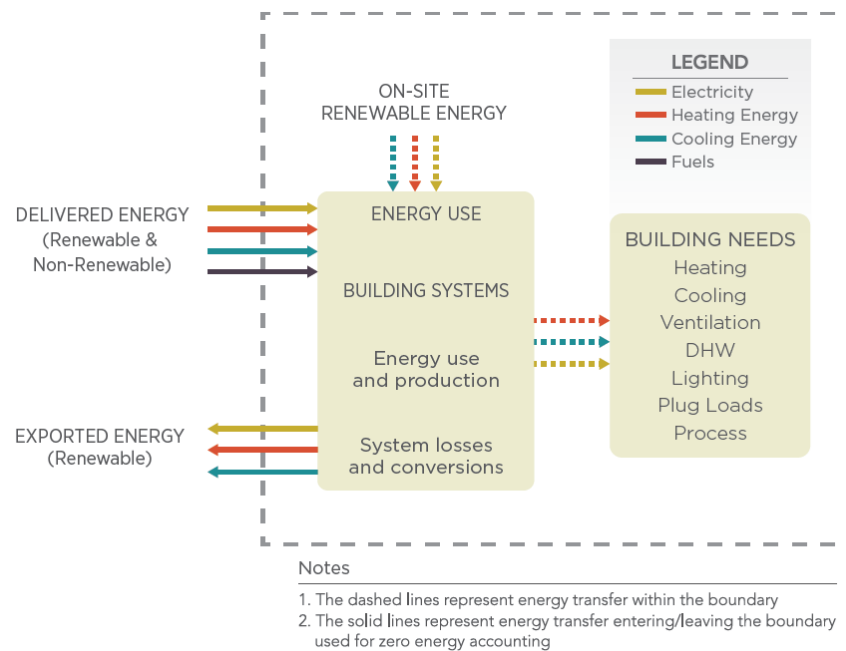 LEGEND
Electricity
Heating Energy
Cooling Energy
Fuels
ON-SITE
RENEWABLE ENERGY
DELIVERED ENERGY
(Renewable &
Non-Renewable)
ENERGY USE
BUILDING SYSTEMS
Energy use
and production
System losses
and conversions
BUILDING NEEDS
Heating
Cooling
Ventilation
DHW
Lighting
Plug Loads
Process
EXPORTED ENERGY
(Renewable)
Notes
1. The dashed lines represent energy transfer within the boundary
2. The solid lines represent energy transfer entering/leaving the boundary
used for zero energy accounting